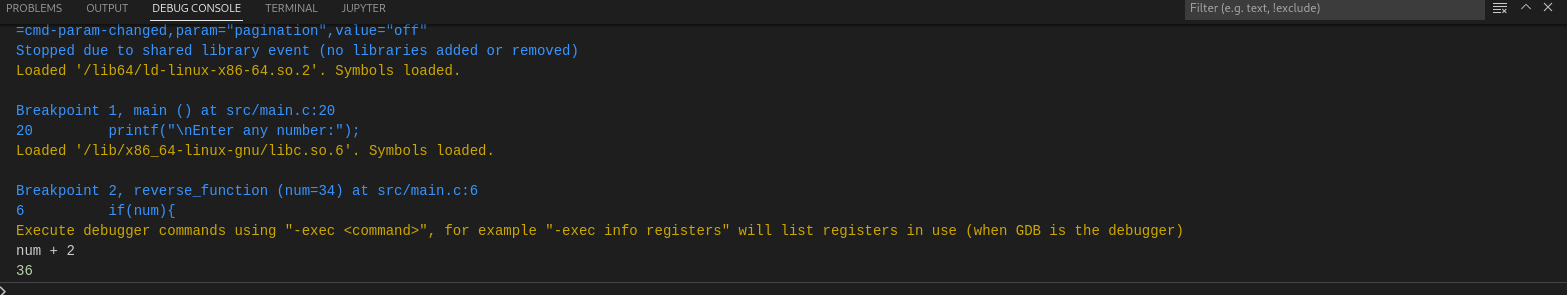 PROBLEMS OUTPUT DEBUG CONSOLE TERMINAL JUPYTER Filter (e.g. text, !exclude)
=cmd-param-changed,param="pagination",value="off"
Stopped due to shared library event (no libraries added or removed)
Loaded '/lib64/ld-linux-x86-64.so.2'. Symbols loaded.
Breakpoint 1, main () at src/main.c:20
20 printf("\nEnter any number:");
Loaded '/lib/x86_64-linux-gnu/libc.so.6'. Symbols loaded.
Breakpoint 2, reverse_function (num=34) at src/main.c:6
6 if(num){
Execute debugger commands using "-exec <command>", for example "-exec info registers" will list registers in use (when GDB is the debugger)
num + 2
36